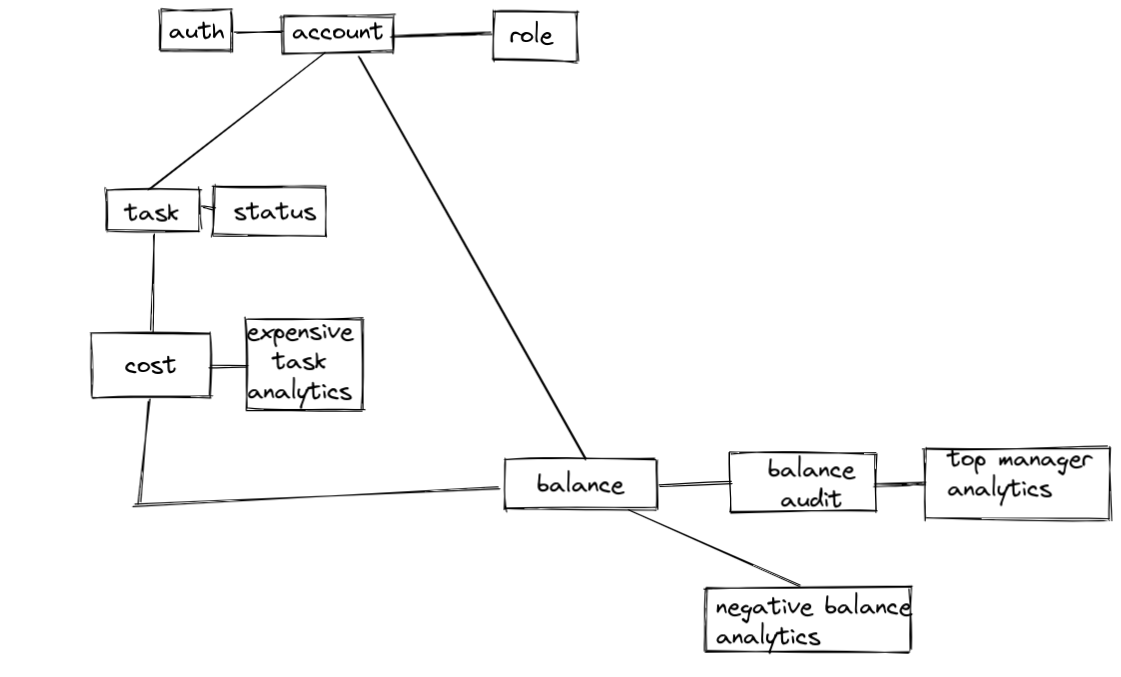 auth
account
role
task
status
cost
expensive
task
analytics
balance
balance
audit
top manager
analytics
negative balance
analytics